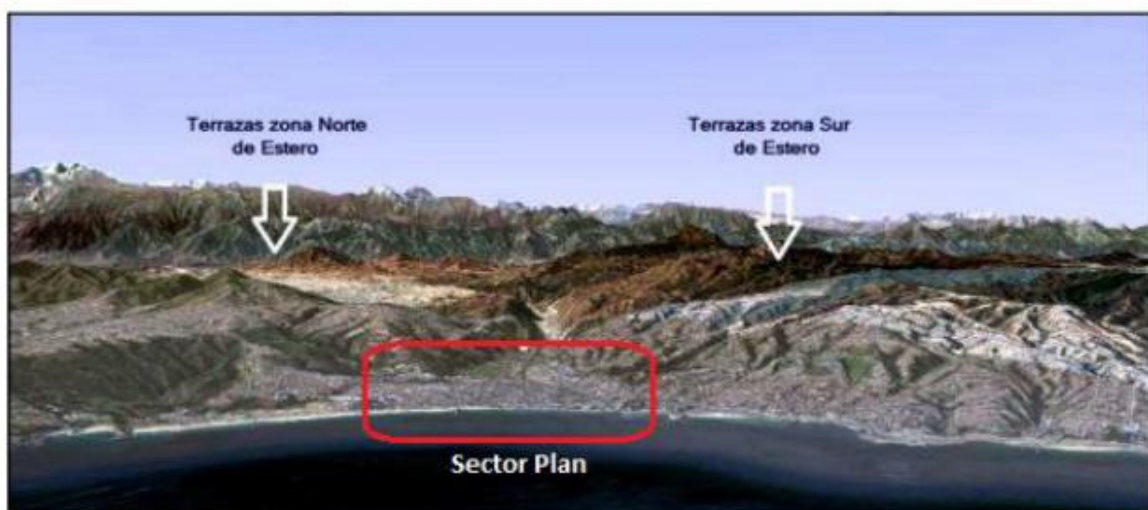 Terrazas zona Norte
de Estero
Terrazas zona Sur
de Estero
Sector Plan